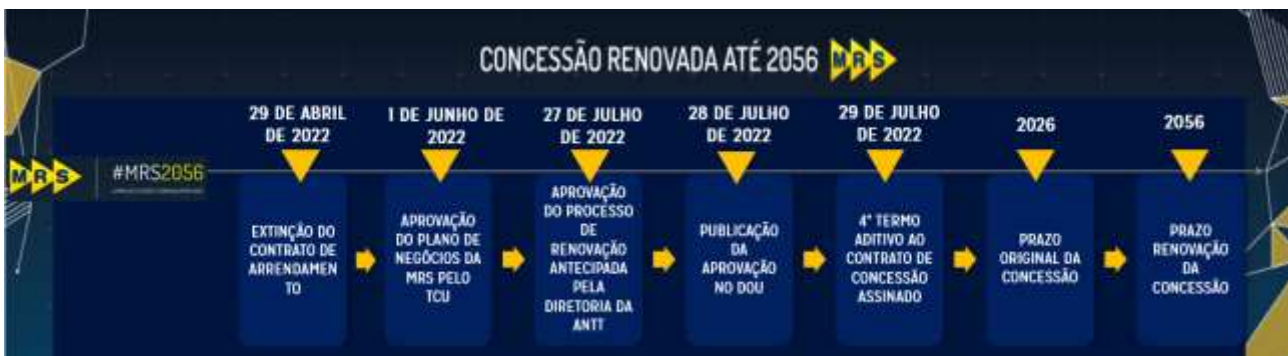 CONCESSÃO RENOVADA ATÉ 2056 MRS
29 DE ABRIL
DE 2022
1 DE JUNHO DE
2022
27 DE JULHO
DE 2022
28 DE JULHO
DE 2022
29 DE JULHO
DE 2022
2026
2056
MRS #MRS2056
EXTINÇÃO DO
CONTRATO DE
ARRENDAMEN
TO
APROVAÇÃO
DO PLANO DE
NEGÓCIOS DA
MRS PELO
TCU
APROVAÇÃO
DO PROCESSO
DE
RENOVAÇÃO
ANTECIPADA
PELA
DIRETORIA DA
ANTT
PUBLICAÇÃO
DA
APROVAÇÃO
NO DOU
4° TERMO
ADITIVO AO
CONTRATO DE
CONCESSÃO
ASSINADO
PRAZO
ORIGINAL DA
CONCESSÃO
PRAZO
RENOVAÇÃO
DA
CONCESSÃO